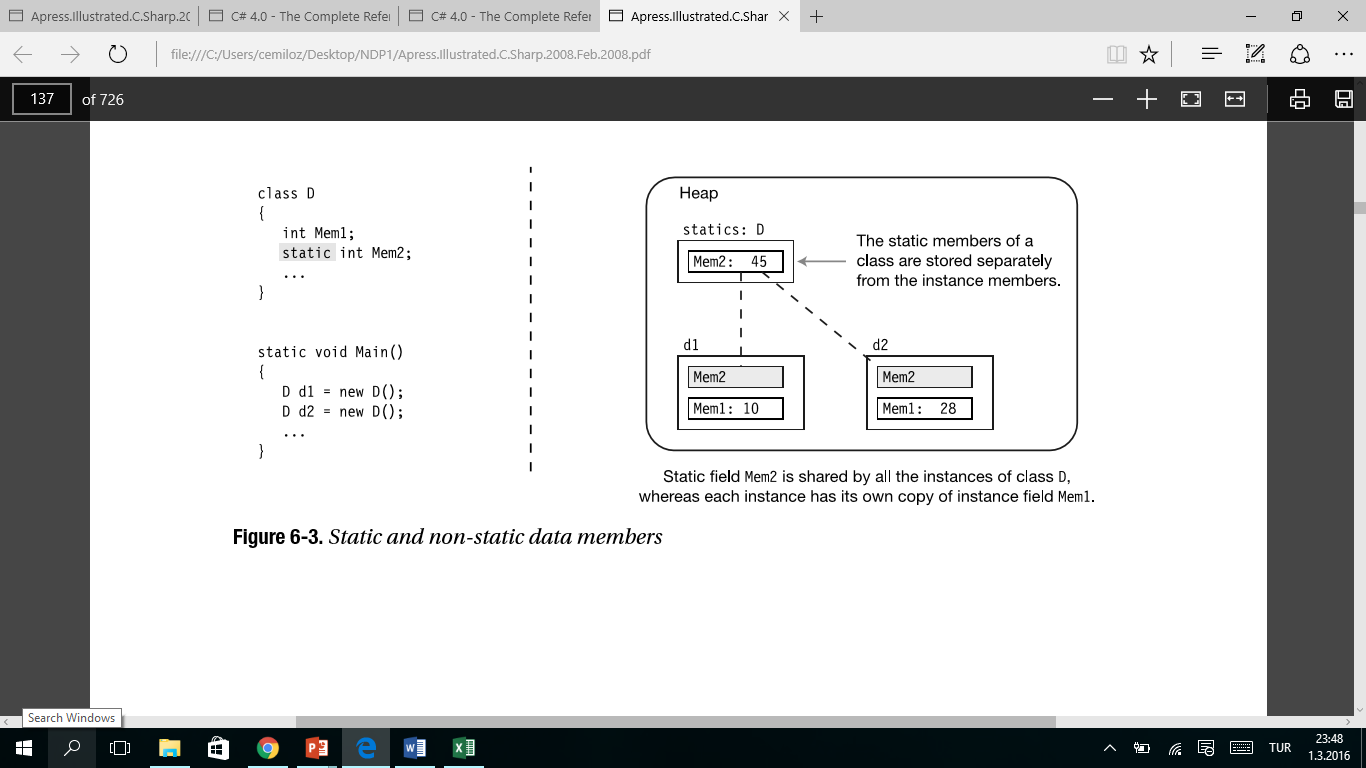 Apress.Illustrated.C.Sharp.20
C# 4.0 - The Complete Refer
C# 4.0 - The Complete Refer
Apress.Illustrated.C.Shar
file:///C:/Users/cemiloz/Desktop/NDP1/Apress.Illustrated.C.Sharp.2008.Feb.2008.pdf
137 of 726
class D
{
int Mem1;
static int Mem2;
...
}
static void Main()
{
D d1 = new D();
D d2 = new D();
...
}
Heap
statics: D
Mem2: 45
The static members of a
class are stored separately
from the instance members.
d1
Mem2
Mem1: 10
d2
Mem2
Mem1: 28
Static field Mem2 is shared by all the instances of class D,
whereas each instance has its own copy of instance field Mem1.
Figure 6-3. Static and non-static data members
Search Windows
TUR
23:48
1.3.2016